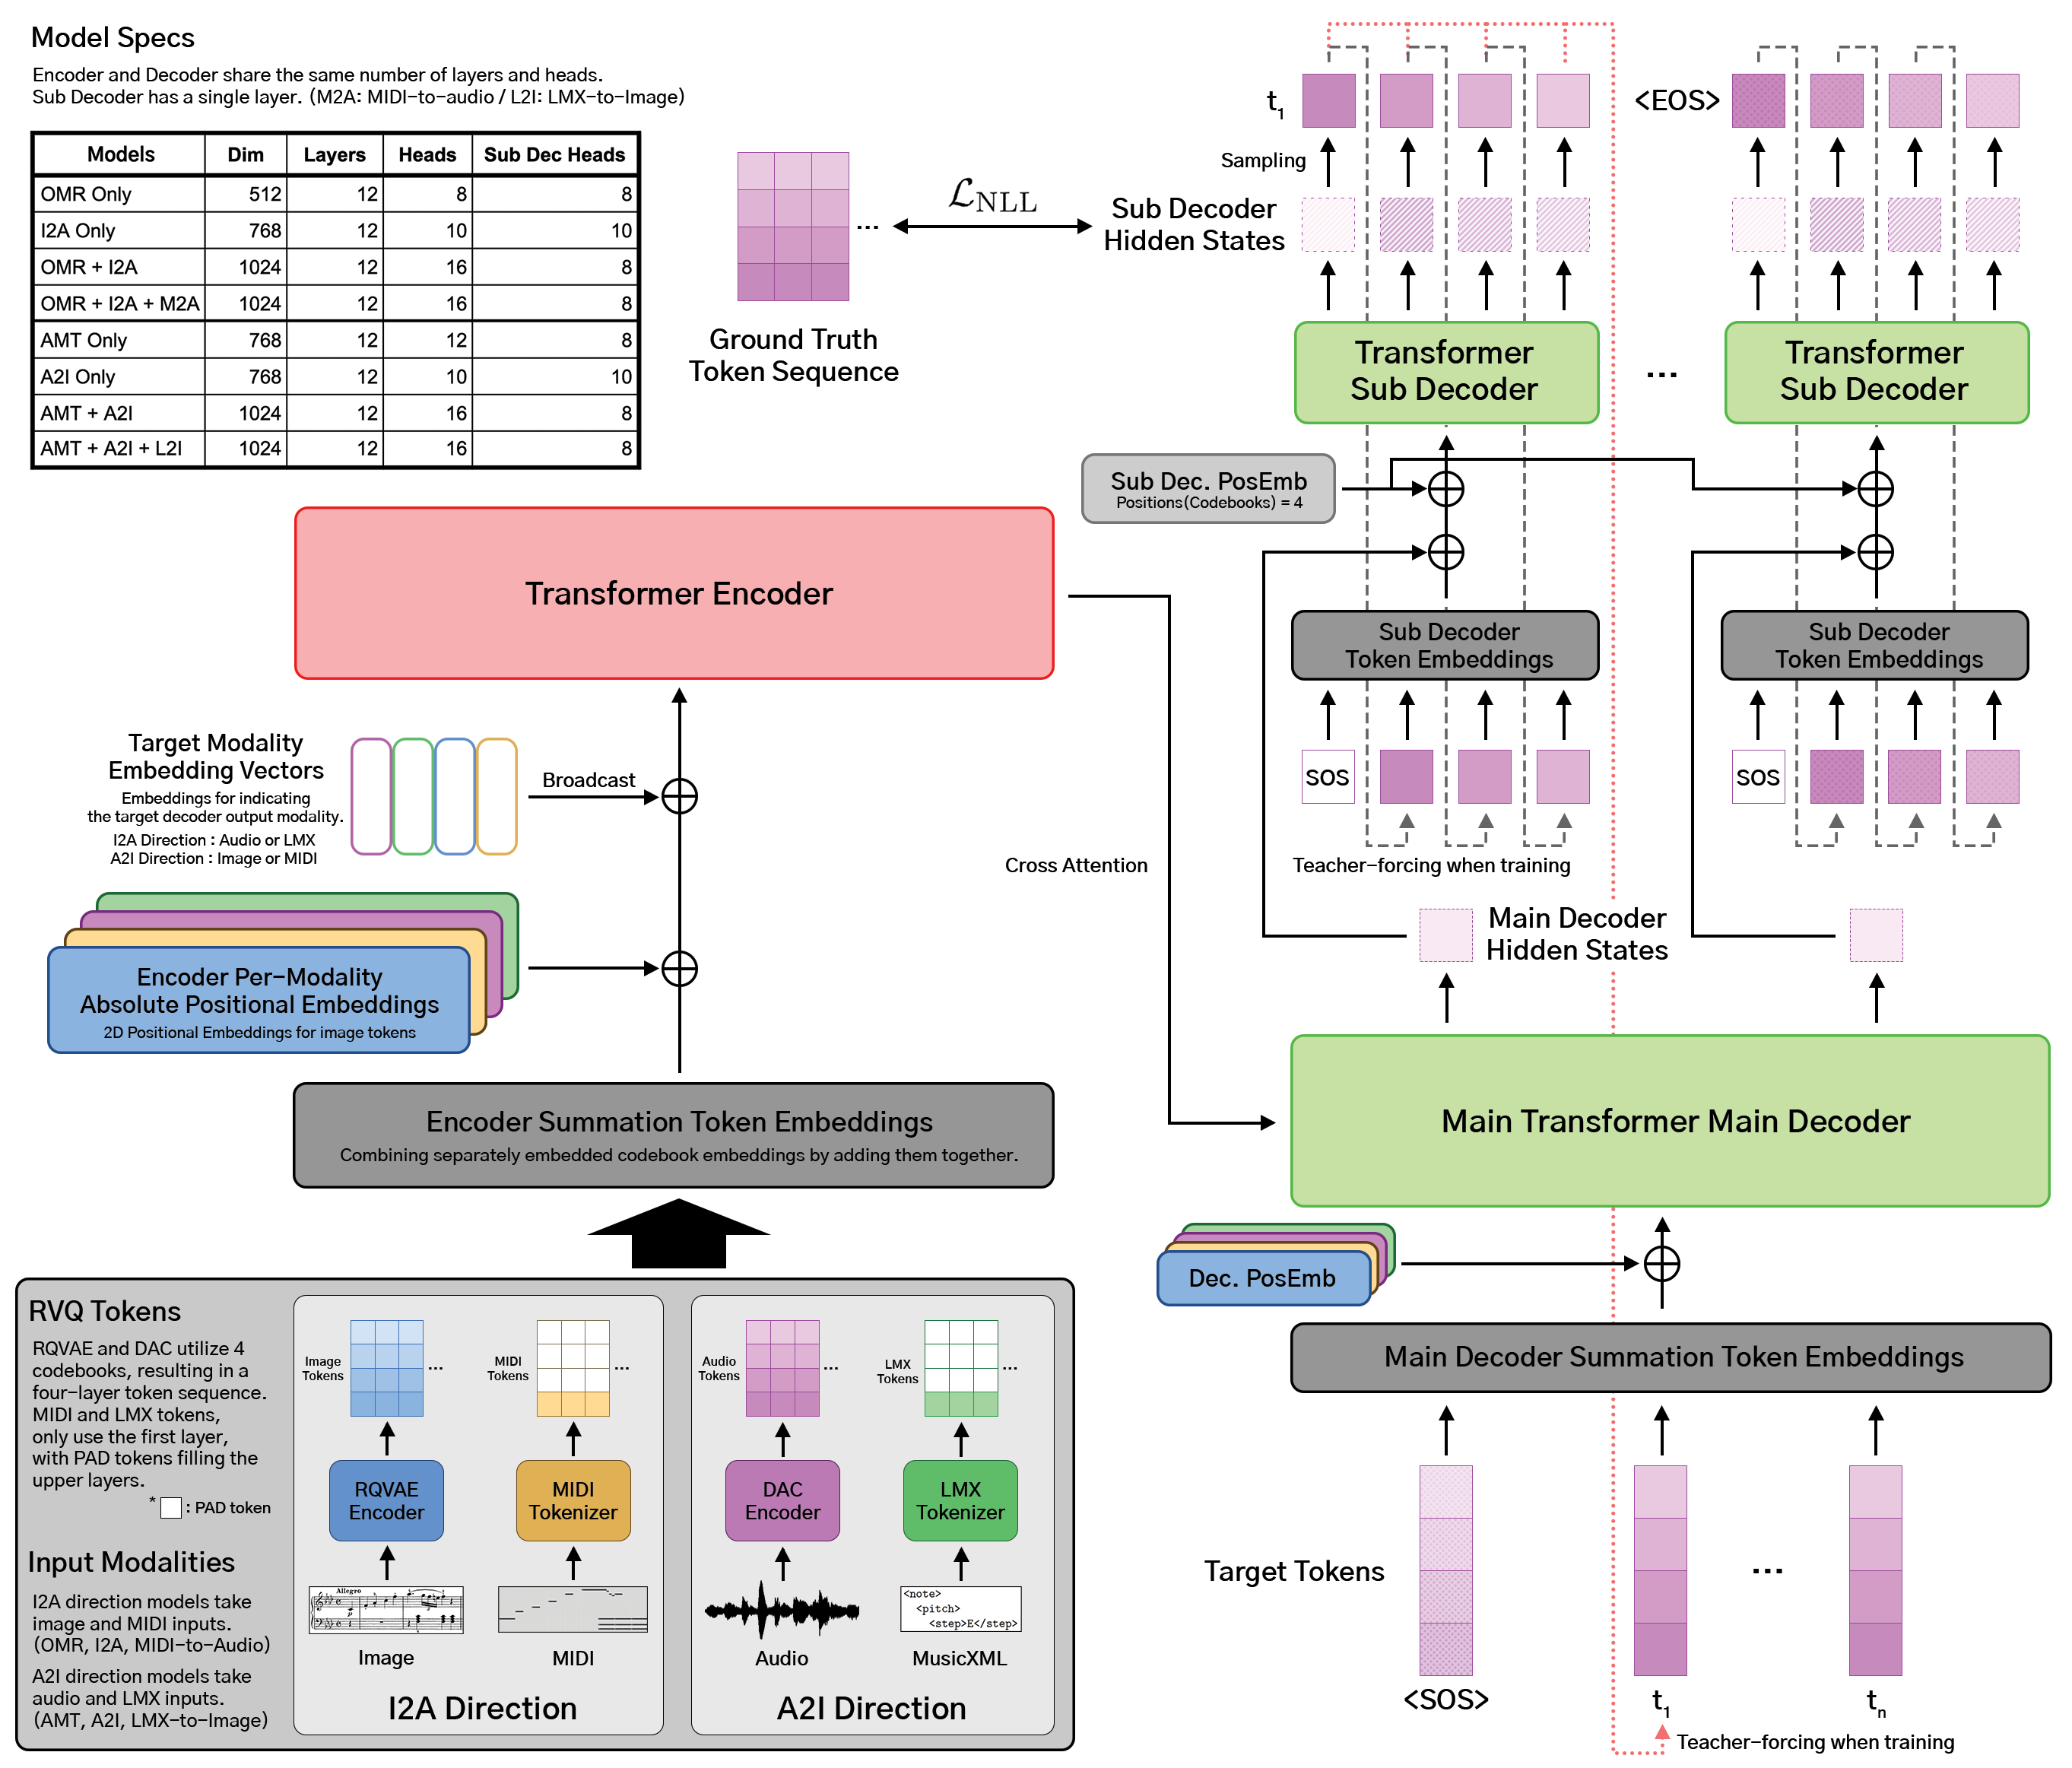 Model Specs
Encoder and Decoder share the same number of layers and heads.
Sub Decoder has a single layer. (M2A: MIDI-to-audio / L2I: LMX-to-Image)
Models Dim Layers Heads Sub Dec Heads
OMR Only 512 12 8 8
I2A Only 768 12 10 10
OMR + I2A 1024 12 16 8
OMR + I2A + M2A 1024 12 16 8
AMT Only 768 12 12 8
A2I Only 768 12 10 10
AMT + A2I 1024 12 16 8
AMT + A2I + L2I 1024 12 16 8
...
Ground Truth
Token Sequence
ℒNLL
t1
<EOS>
Sampling
Sub Decoder
Hidden States
Transformer
Sub Decoder
...
Transformer
Sub Decoder
Sub Dec. PosEmb
Positions(Codebooks) = 4
Sub Decoder
Token Embeddings
Sub Decoder
Token Embeddings
SOS
SOS
Teacher-forcing when training
Main Decoder
Hidden States
Transformer Encoder
Cross Attention
Target Modality
Embedding Vectors
Embeddings for indicating
the target decoder output modality.
I2A Direction : Audio or LMX
A2I Direction : Image or MIDI
Broadcast
Encoder Per-Modality
Absolute Positional Embeddings
2D Positional Embeddings for image tokens
Encoder Summation Token Embeddings
Combining separately embedded codebook embeddings by adding them together.
Main Transformer Main Decoder
Dec. PosEmb
Main Decoder Summation Token Embeddings
Target Tokens
...
<SOS>
t1
tn
Teacher-forcing when training
RVQ Tokens
RQVAE and DAC utilize 4
codebooks, resulting in a
four-layer token sequence.
MIDI and LMX tokens,
only use the first layer,
with PAD tokens filling the
upper layers.
* : PAD token
Input Modalities
I2A direction models take
image and MIDI inputs.
(OMR, I2A, MIDI-to-Audio)
A2I direction models take
audio and LMX inputs.
(AMT, A2I, LMX-to-Image)
Image
Tokens
...
MIDI
Tokens
...
RQVAE
Encoder
MIDI
Tokenizer
Allegro
p
Image
MIDI
I2A Direction
Audio
Tokens
...
LMX
Tokens
...
DAC
Encoder
LMX
Tokenizer
<note>
<pitch>
<step>E</step>
Audio
MusicXML
A2I Direction